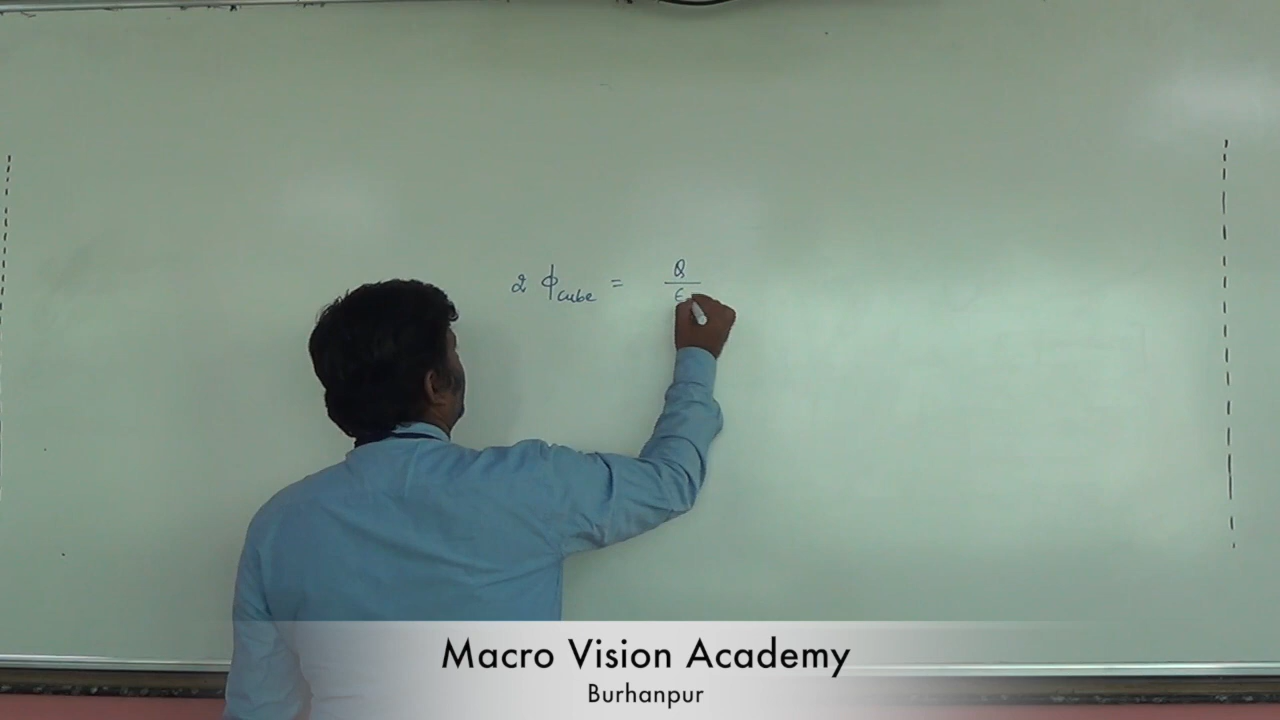 2 ϕcube = Q/ε
Macro Vision Academy
Burhanpur